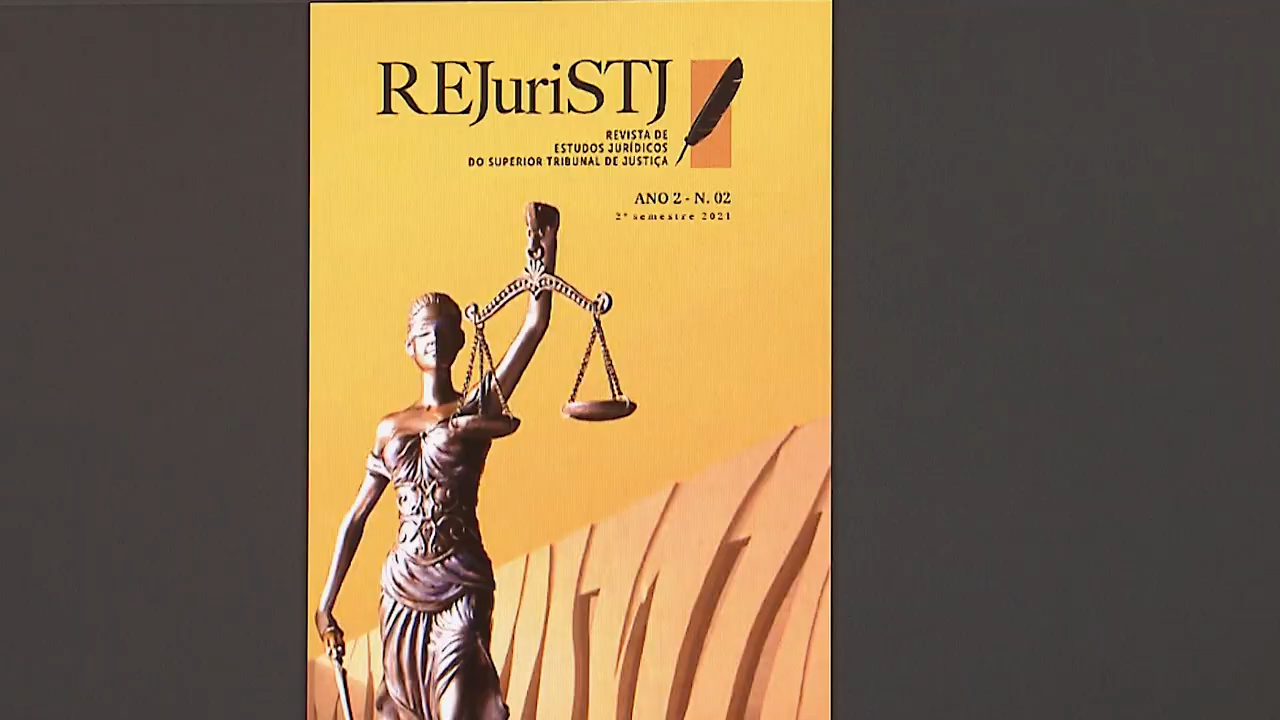 REJuriSTJ
REVISTA DE
ESTUDOS JURÍDICOS
DO SUPERIOR TRIBUNAL DE JUSTIÇA
ANO 2 - N. 02
2º semestre 2021